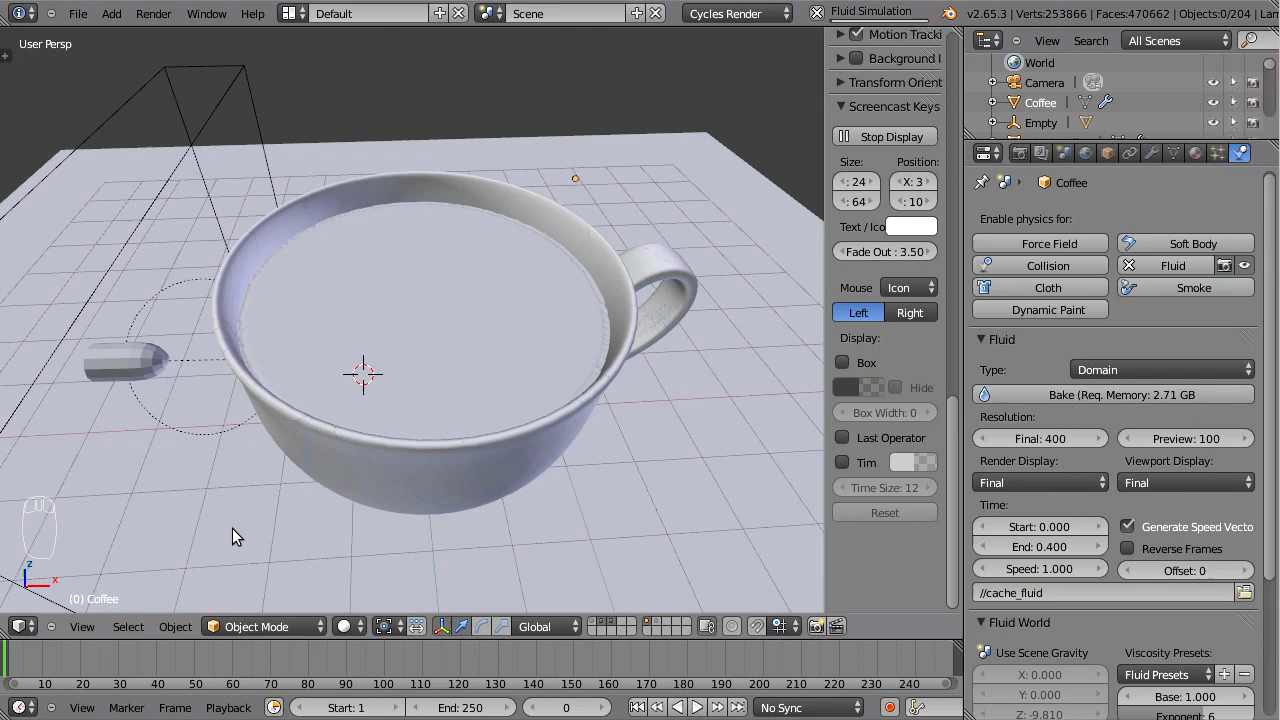 File Add Render Window Help Default Scene Cycles Render Fluid Simulation v2.65.3 | Verts:253866 | Faces:470662 | Objects:0/204 | Lar
User Persp
Motion Tracki
Background I
Transform Orient
Screencast Keys
Stop Display
Size: Position:
: 24 X: 3
: 64 : 10
Text / Ico
Fade Out : 3.50
Mouse Icon
Left Right
Display:
Box
Hide
Box Width: 0
Last Operator
Tim
Time Size: 12
Reset
View Search All Scenes
World
Camera
Coffee
Empty
Coffee
Enable physics for:
Force Field Soft Body
Collision Fluid
Cloth Smoke
Dynamic Paint
Fluid
Type: Domain
Bake (Req. Memory: 2.71 GB
Resolution:
Final: 400 Preview: 100
Render Display: Viewport Display:
Final Final
Time:
Start: 0.000 Generate Speed Vecto
End: 0.400 Reverse Frames
Speed: 1.000 Offset: 0
//cache_fluid
Fluid World
Use Scene Gravity Viscosity Presets:
X: 0.000 Fluid Presets
Y: 0.000 Base: 1.000
Z: -9.810 Exponent: 6
z
x
(0) Coffee
View Select Object Object Mode Global
10 20 30 40 50 60 70 80 90 100 110 120 130 140 150 160 170 180 190 200 210 220 230 240
View Marker Frame Playback Start: 1 End: 250 0 No Sync